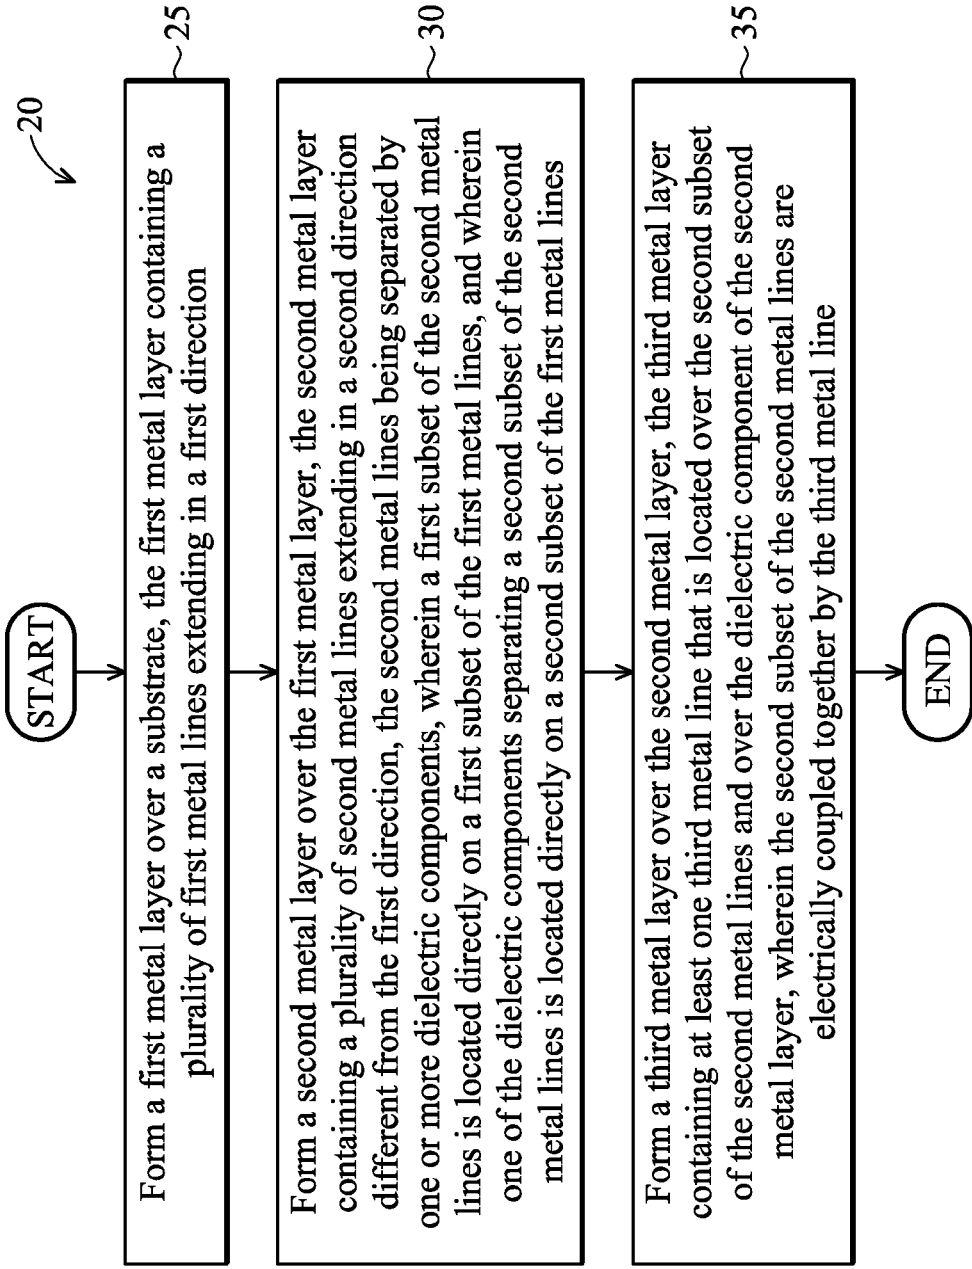 20
START
Form a first metal layer over a substrate, the first metal layer containing a
plurality of first metal lines extending in a first direction
25
Form a second metal layer over the first metal layer, the second metal layer
containing a plurality of second metal lines extending in a second direction
different from the first direction, the second metal lines being separated by
one or more dielectric components, wherein a first subset of the second metal
lines is located directly on a first subset of the first metal lines, and wherein
one of the dielectric components separating a second subset of the second
metal lines is located directly on a second subset of the first metal lines
30
Form a third metal layer over the second metal layer, the third metal layer
containing at least one third metal line that is located over the second subset
of the second metal lines and over the dielectric component of the second
metal layer, wherein the second subset of the second metal lines are
electrically coupled together by the third metal line
35
END